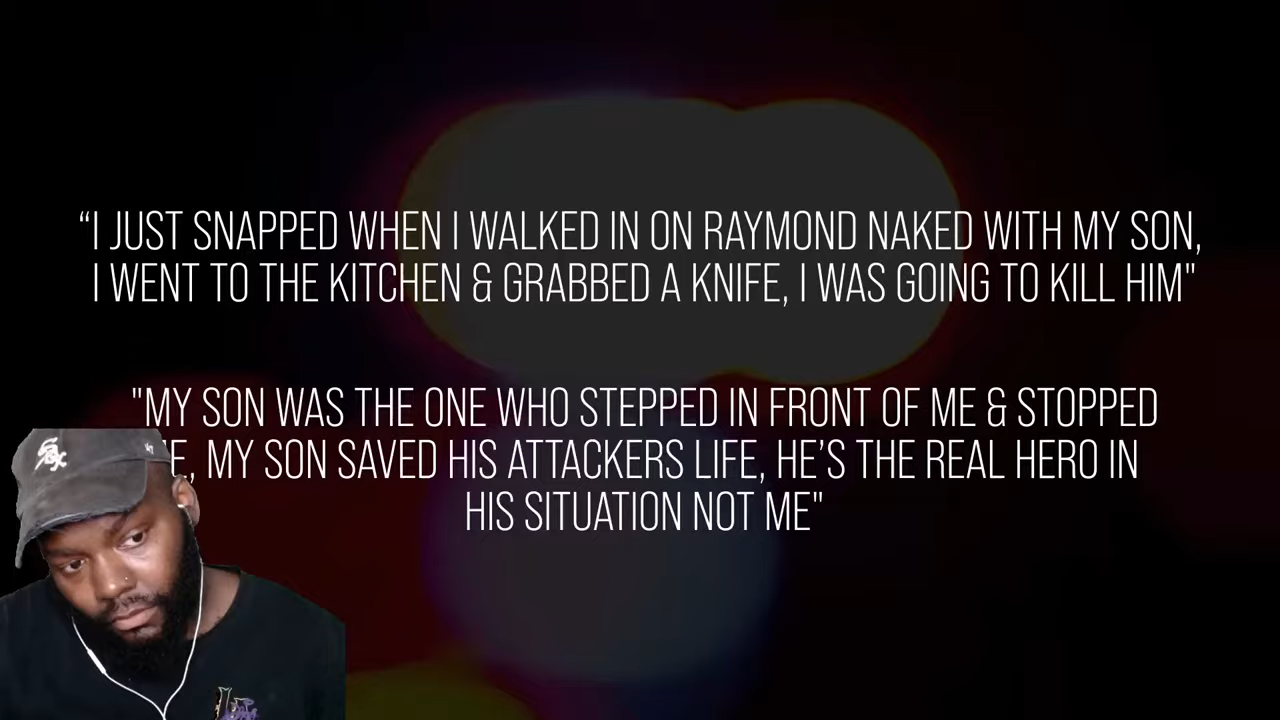 “I JUST SNAPPED WHEN I WALKED IN ON RAYMOND NAKED WITH MY SON,
I WENT TO THE KITCHEN & GRABBED A KNIFE, I WAS GOING TO KILL HIM"
"MY SON WAS THE ONE WHO STEPPED IN FRONT OF ME & STOPPED
MY SON SAVED HIS ATTACKERS LIFE, HE’S THE REAL HERO IN
HIS SITUATION NOT ME"
Sox